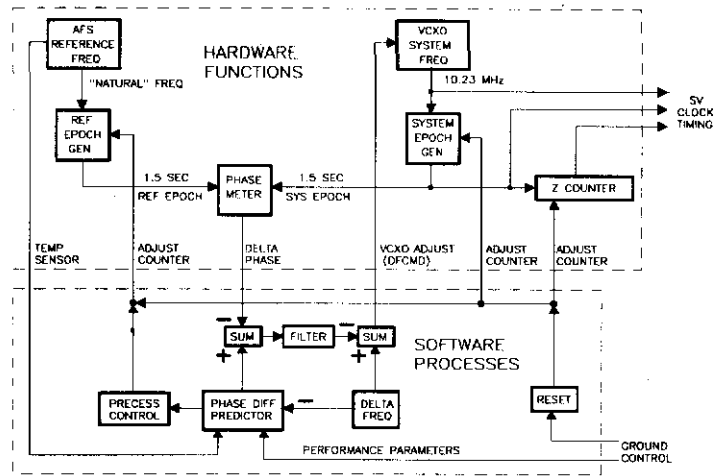 AFS
REFERENCE
FREQ
HARDWARE
FUNCTIONS
VCXO
SYSTEM
FREQ
"NATURAL" FREQ
10.23 MHz
REF
EPOCH
GEN
SYSTEM
EPOCH
GEN
SV
CLOCK
TIMING
1.5 SEC
REF EPOCH
PHASE
METER
1.5 SEC
SYS EPOCH
Z COUNTER
TEMP
SENSOR
ADJUST
COUNTER
DELTA
PHASE
VCXO ADJUST
(DFCMD)
ADJUST
COUNTER
ADJUST
COUNTER
SUM
FILTER
SUM
SOFTWARE
PROCESSES
PRECESS
CONTROL
PHASE DIFF
PREDICTOR
DELTA
FREQ
RESET
PERFORMANCE PARAMETERS
GROUND
CONTROL